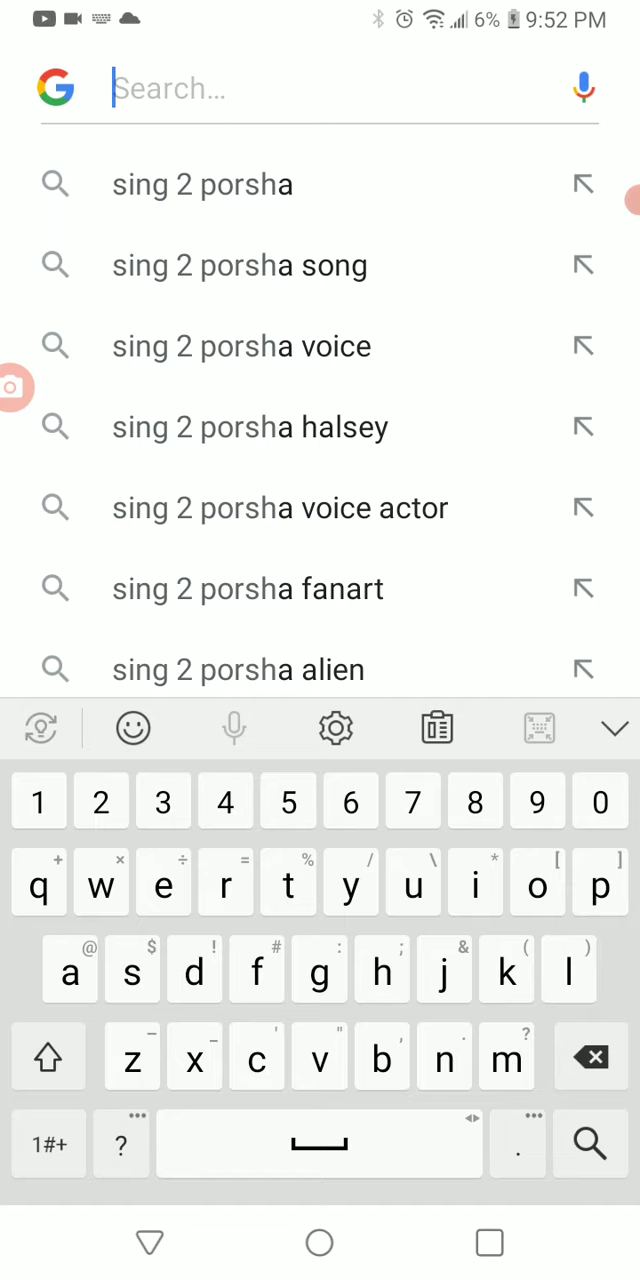 6% 9:52 PM
Search...
sing 2 porsha
sing 2 porsha song
sing 2 porsha voice
sing 2 porsha halsey
sing 2 porsha voice actor
sing 2 porsha fanart
sing 2 porsha alien
1 2 3 4 5 6 7 8 9 0
+ × ÷ = % / \ * [ ]
q w e r t y u i o p
@ $ ! # : ; & ( )
a s d f g h j k l
– _ ' " , . ?
z x c v b n m
1#+ ? .